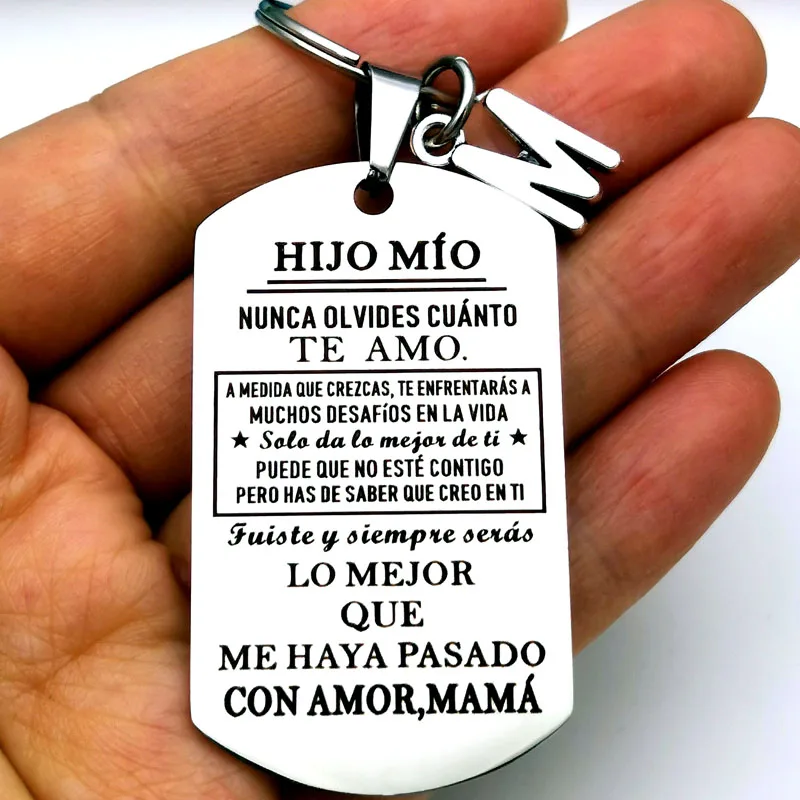 M
HIJO MÍO
NUNCA OLVIDES CUÁNTO
TE AMO.
A MEDIDA QUE CREZCAS, TE ENFRENTARÁS A
MUCHOS DESAFíOS EN LA VIDA
★ Solo da lo mejor de ti ★
PUEDE QUE NO ESTÉ CONTIGO
PERO HAS DE SABER QUE CREO EN TI
Fuiste y siempre serás
LO MEJOR
QUE
ME HAYA PASADO
CON AMOR,MAMÁ